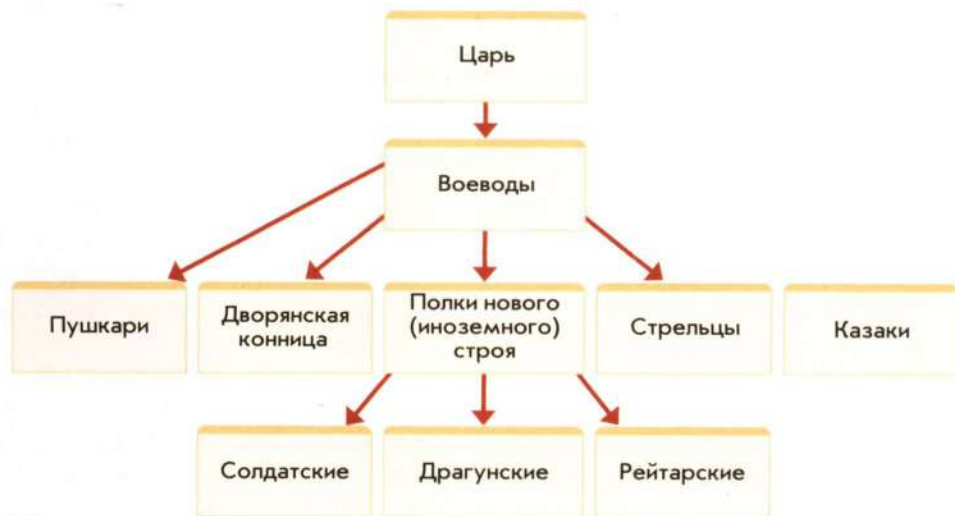 Царь
Воеводы
Пушкари
Дворянская
конница
Полки нового
(иноземного)
строя
Стрельцы
Казаки
Солдатские
Драгунские
Рейтарские